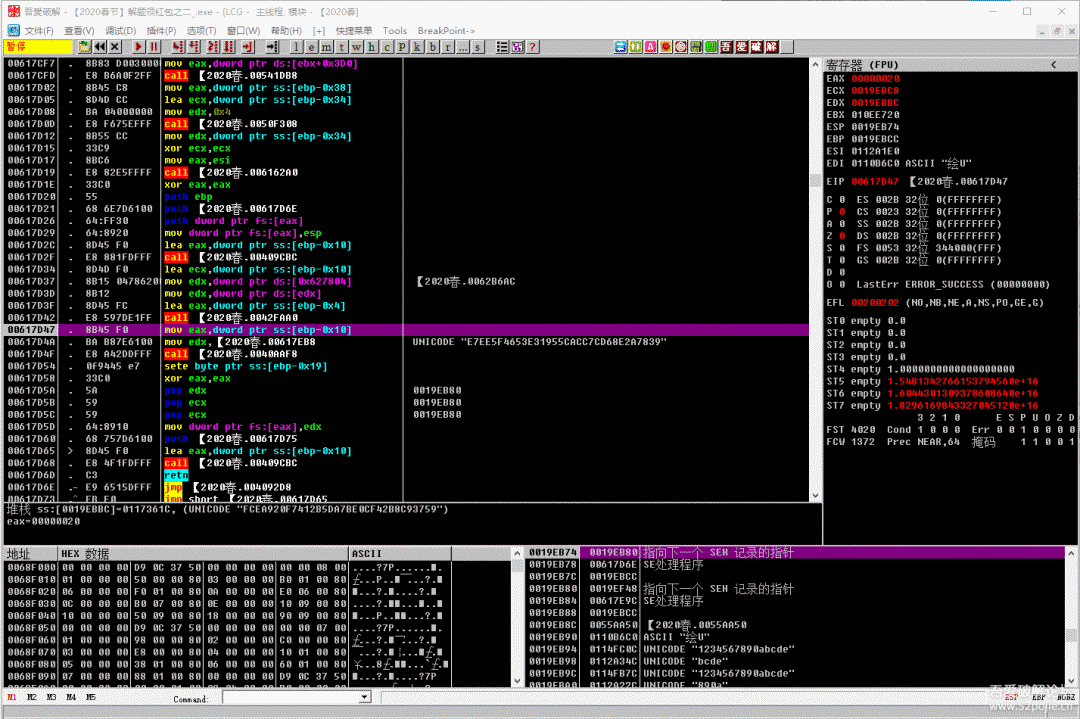 吾爱破解 - 【2020春节】解题领红包之二_.exe - [LCG - 主线程, 模块 - 【2020春]
文件(F) 查看(V) 调试(D) 插件(P) 选项(T) 窗口(W) 帮助(H) [+] 快捷菜单 Tools BreakPoint->
暂停 l e m t w h c p k b r ... s ? 吾 爱 破 解
00617CF7 . 8B83 D0030000 mov eax,dword ptr ds:[ebx+0x3D0]
00617CFD . E8 B6A0F2FF call 【2020春.00541DB8
00617D02 . 8B45 C8 mov eax,dword ptr ss:[ebp-0x38]
00617D05 . 8D4D CC lea ecx,dword ptr ss:[ebp-0x34]
00617D08 . BA 04000000 mov edx,0x4
00617D0D . E8 F675EFFF call 【2020春.0050F308
00617D12 . 8B55 CC mov edx,dword ptr ss:[ebp-0x34]
00617D15 . 33C9 xor ecx,ecx
00617D17 . 8BC6 mov eax,esi
00617D19 . E8 82E5FFFF call 【2020春.006162A0
00617D1E . 33C0 xor eax,eax
00617D20 . 55 push ebp
00617D21 . 68 6E7D6100 push 【2020春.00617D6E
00617D26 . 64:FF30 push dword ptr fs:[eax]
00617D29 . 64:8920 mov dword ptr fs:[eax],esp
00617D2C . 8D45 F0 lea eax,dword ptr ss:[ebp-0x10]
00617D2F . E8 881FDFFF call 【2020春.00409CBC
00617D34 . 8D4D F0 lea ecx,dword ptr ss:[ebp-0x10]
00617D37 . 8B15 0478620 mov edx,dword ptr ds:[0x627804] 【2020春.0062B6AC
00617D3D . 8B12 mov edx,dword ptr ds:[edx]
00617D3F . 8D45 FC lea eax,dword ptr ss:[ebp-0x4]
00617D42 . E8 597DE1FF call 【2020春.0042FAA0
00617D47 . 8B45 F0 mov eax,dword ptr ss:[ebp-0x10]
00617D4A . BA B87E6100 mov edx,【2020春.00617EB8 UNICODE "E7EE5F4653E31955CACC7CD68E2A7839"
00617D4F . E8 A42DDFFF call 【2020春.0040AAF8
00617D54 . 0f9445 e7 sete byte ptr ss:[ebp-0x19]
00617D58 . 33C0 xor eax,eax
00617D5A . 5A pop edx 0019EB80
00617D5B . 59 pop ecx 0019EB80
00617D5C . 59 pop ecx 0019EB80
00617D5D . 64:8910 mov dword ptr fs:[eax],edx
00617D60 . 68 757D6100 push 【2020春.00617D75
00617D65 > 8D45 F0 lea eax,dword ptr ss:[ebp-0x10]
00617D68 . E8 4F1FDFFF call 【2020春.00409CBC
00617D6D . C3 retn
00617D6E .- E9 6515DFFF jmp 【2020春.004092D8
00617D73 .^ EB F0 jmp short 【2020春.00617D65
堆栈 ss:[0019EBBC]=0117361C, (UNICODE "FCEA920F7412B5DA7BE0CF42B8C93759")
eax=00000020
寄存器 (FPU) <
EAX 00000020
ECX 0019EBC8
EDX 0019EBBC
EBX 010EE720
ESP 0019EB74
EBP 0019EBCC
ESI 0112A1E0
EDI 0110B6C0 ASCII "绘U"
EIP 00617D47 【2020春.00617D47
C 0 ES 002B 32位 0(FFFFFFFF)
P 0 CS 0023 32位 0(FFFFFFFF)
A 0 SS 002B 32位 0(FFFFFFFF)
Z 0 DS 002B 32位 0(FFFFFFFF)
S 0 FS 0053 32位 344000(FFF)
T 0 GS 002B 32位 0(FFFFFFFF)
D 0
O 0 LastErr ERROR_SUCCESS (00000000)
EFL 00200202 (NO,NB,NE,A,NS,PO,GE,G)
ST0 empty 0.0
ST1 empty 0.0
ST2 empty 0.0
ST3 empty 0.0
ST4 empty 1.0000000000000000000
ST5 empty 1.5481342766153794560e+16
ST6 empty 1.6044301309378608640e+16
ST7 empty 1.8296169843327045120e+16
3 2 1 0 E S P U O Z D
FST 4020 Cond 1 0 0 0 Err 0 0 1 0 0 0 0
FCW 1372 Prec NEAR,64 掩码 1 1 0 0 1
地址 HEX 数据 ASCII
0068F000 00 00 00 00 D9 0C 37 50 00 00 00 00 00 00 08 00
0068F010 01 00 00 80 50 00 00 80 03 00 00 00 B0 01 00 80
0068F020 06 00 00 00 F0 01 00 80 0A 00 00 00 E0 06 00 80
0068F030 0C 00 00 00 B0 07 00 80 0E 00 00 00 10 09 00 80
0068F040 10 00 00 00 50 09 00 80 18 00 00 00 90 09 00 80
0068F050 00 00 00 00 D9 0C 37 50 00 00 00 00 00 00 07 00
0068F060 01 00 00 00 98 00 00 80 02 00 00 00 C0 00 00 80
0068F070 03 00 00 00 E8 00 00 80 04 00 00 00 10 01 00 80
0068F080 05 00 00 00 38 01 00 80 06 00 00 00 60 01 00 80
0068F090 07 00 00 00 88 01 00 80 00 00 00 00 D9 0C 37 50
0019EB74 0019EB80 指向下一个 SEH 记录的指针
0019EB78 00617D6E SE处理程序
0019EB7C 0019EBCC
0019EB80 0019EF48 指向下一个 SEH 记录的指针
0019EB84 00617E9C SE处理程序
0019EB88 0019EBCC
0019EB8C 0055AA50 【2020春.0055AA50
0019EB90 0110B6C0 ASCII "绘U"
0019EB94 0114FC0C UNICODE "1234567890abcde"
0019EB98 0112A34C UNICODE "bcde"
0019EB9C 0114FB7C UNICODE "1234567890abcde"
0019EBA0 0112A22C UNICODE "890a"
M1 M2 M3 M4 M5 Command: ESP EBP NONE
吾爱破解论坛
www.52pojie.cn